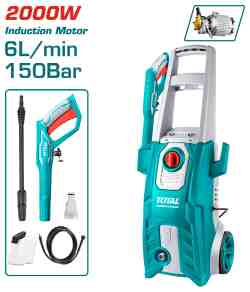 2000W
Induction Motor
6L/min
150Bar
TOTAL